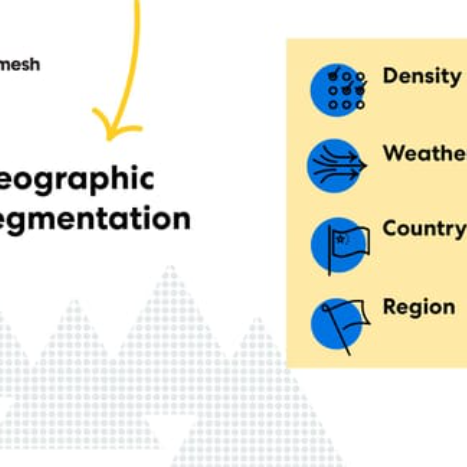 mesh
eographic
egmentation
Density
Weathe
Country
Region